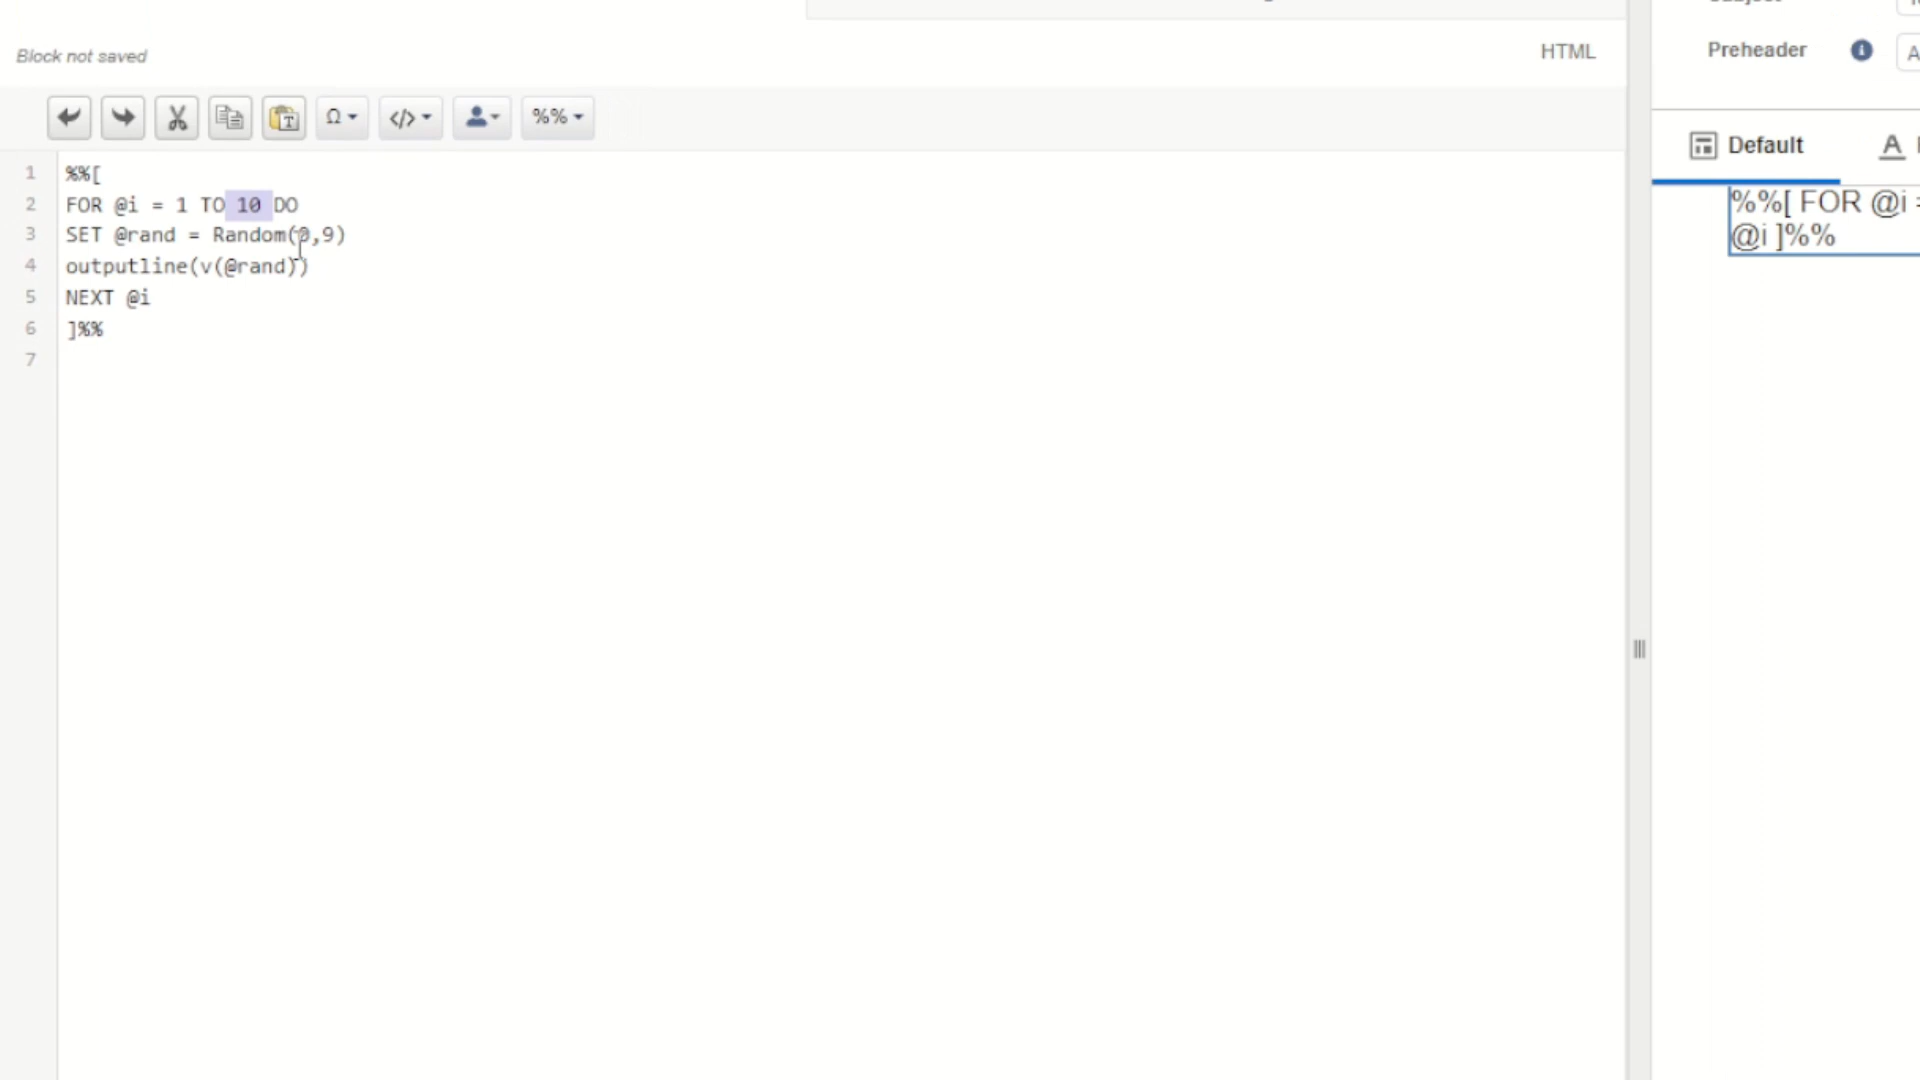 Block not saved
HTML
Preheader
Ω
</>
%%
Default
A
1 %%[
2 FOR @i = 1 TO 10 DO
3 SET @rand = Random(0,9)
4 outputline(v(@rand))
5 NEXT @i
6 ]%%
7
%%[ FOR @i =
@i ]%%